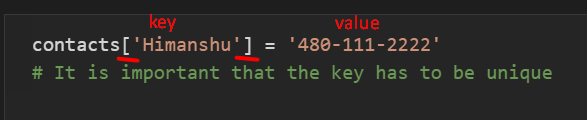 key value
contacts['Himanshu'] = '480-111-2222'
# It is important that the key has to be unique